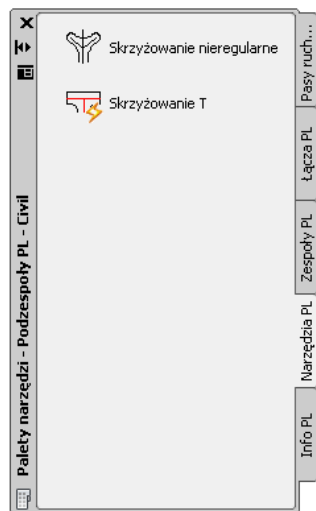 Skrzyżowanie nieregularne
Skrzyżowanie T
Palety narzędzi - Podzespoły PL - Civil
Pasy ruch...
Łącza PL
Zespoły PL
Narzędzia PL
Info PL